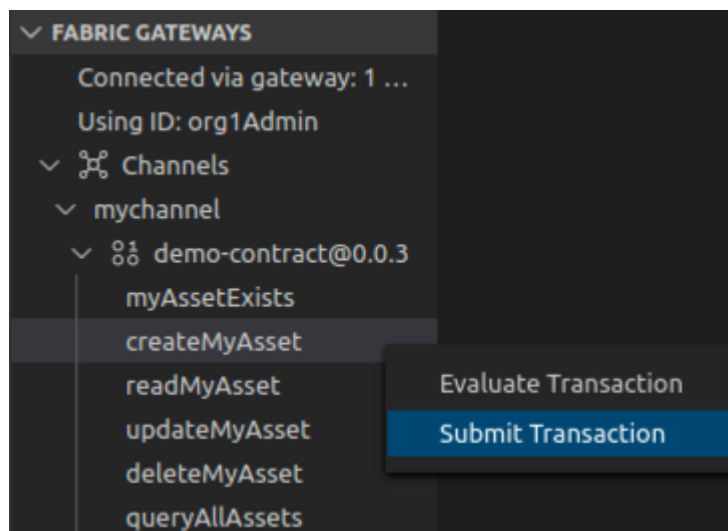 FABRIC GATEWAYS
Connected via gateway: 1 ...
Using ID: org1Admin
Channels
mychannel
demo-contract@0.0.3
myAssetExists
createMyAsset
readMyAsset
Evaluate Transaction
updateMyAsset
Submit Transaction
deleteMyAsset
queryAllAssets